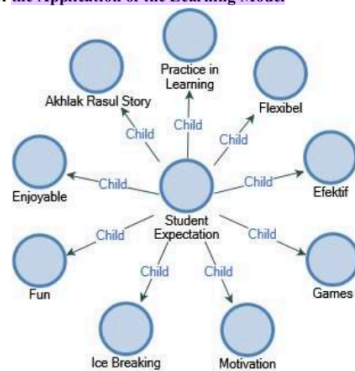 the Application of the Learning Model
Practice in
Learning
Akhlak Rasul Story
Flexibel
Child
Child
Child
Enjoyable
Child
Child
Efektif
Student
Expectation
Child
Child
Fun
Games
Child
Child
Ice Breaking
Motivation